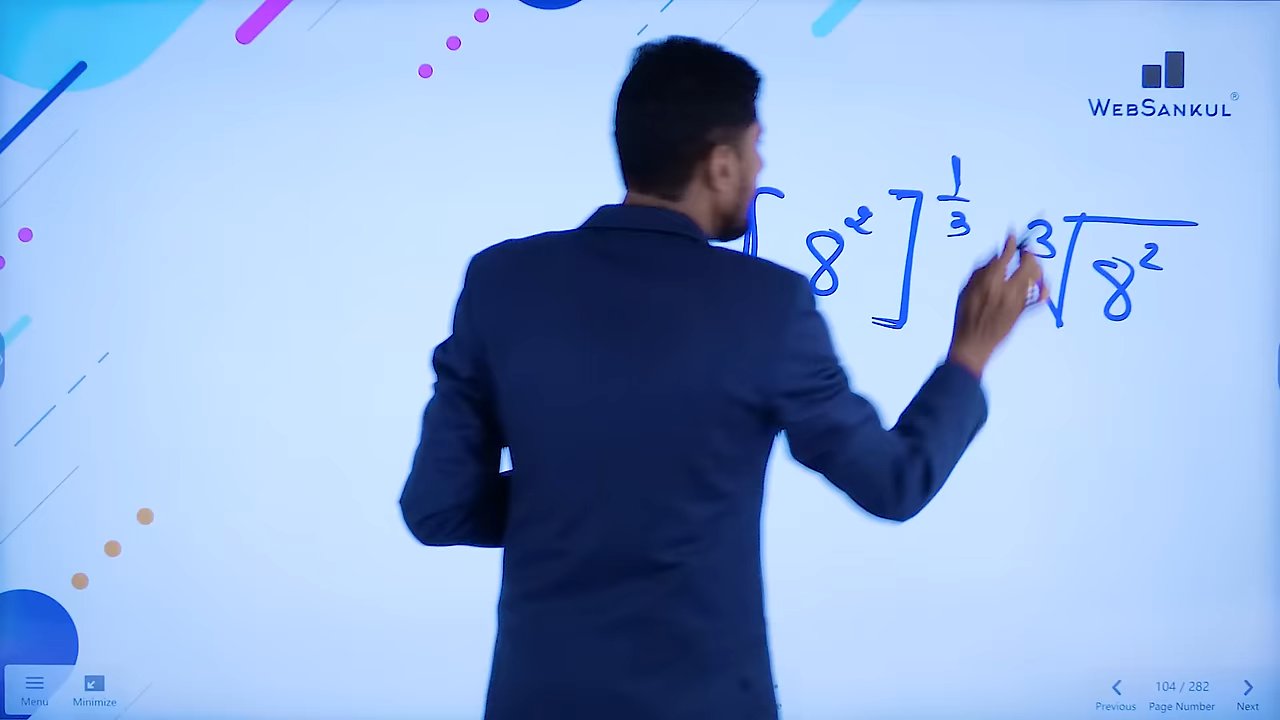 WEBSANKUL®
[8²]^(1/3) ∛8²
Menu
Minimize
104 / 282
Previous Page Number Next